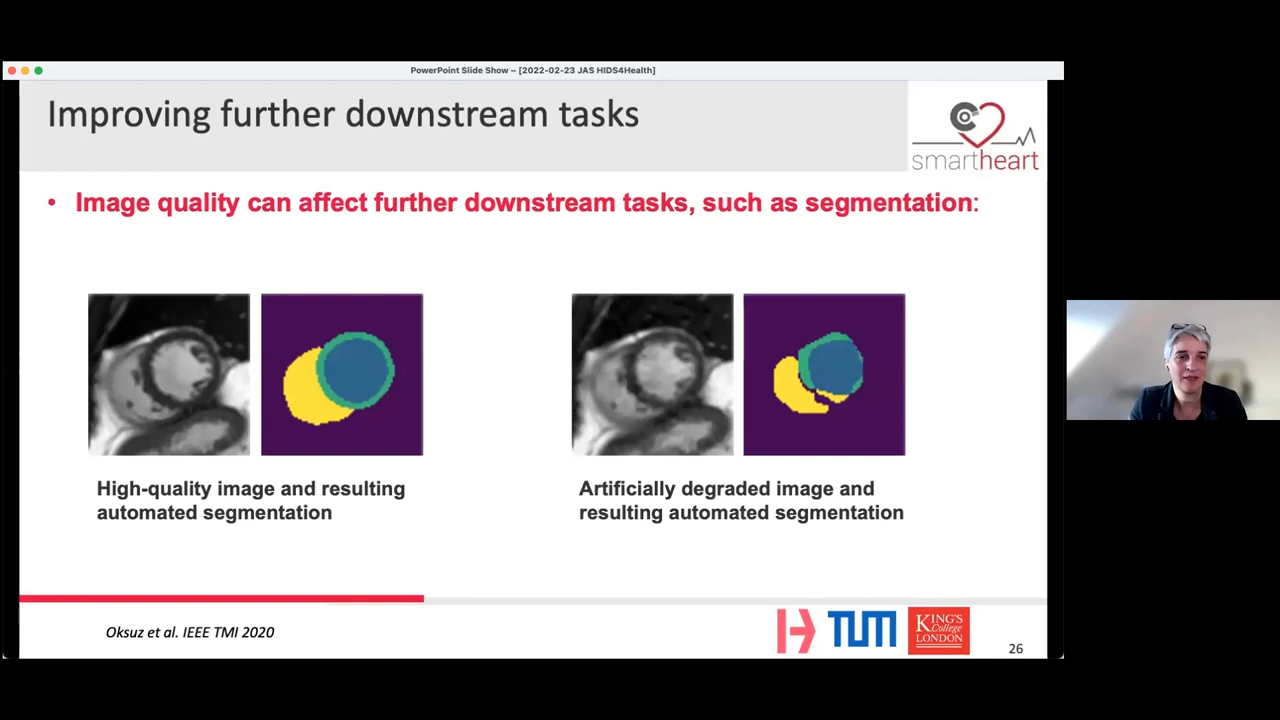 PowerPoint Slide Show – [2022-02-23 JAS HIDS4Health]
Improving further downstream tasks
smartheart
• Image quality can affect further downstream tasks, such as segmentation:
High-quality image and resulting
automated segmentation
Artificially degraded image and
resulting automated segmentation
Oksuz et al. IEEE TMI 2020
TUM
KING'S
College
LONDON
26